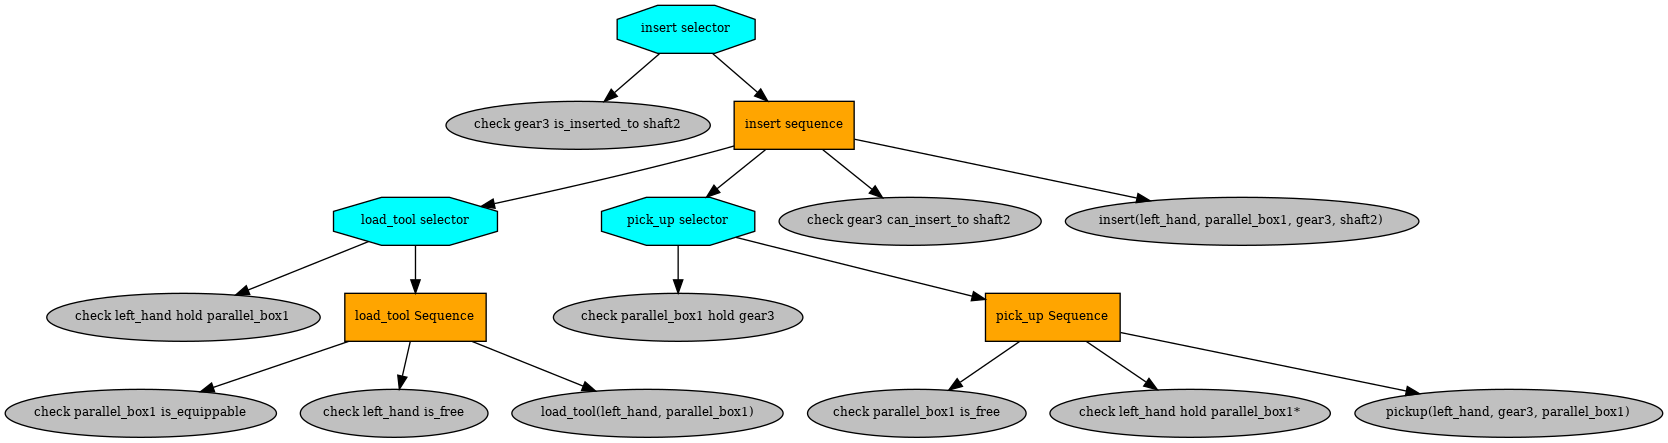 insert selector
check gear3 is_inserted_to shaft2
insert sequence
load_tool selector
pick_up selector
check gear3 can_insert_to shaft2
insert(left_hand, parallel_box1, gear3, shaft2)
check left_hand hold parallel_box1
load_tool Sequence
check parallel_box1 hold gear3
pick_up Sequence
check parallel_box1 is_equippable
check left_hand is_free
load_tool(left_hand, parallel_box1)
check parallel_box1 is_free
check left_hand hold parallel_box1*
pickup(left_hand, gear3, parallel_box1)